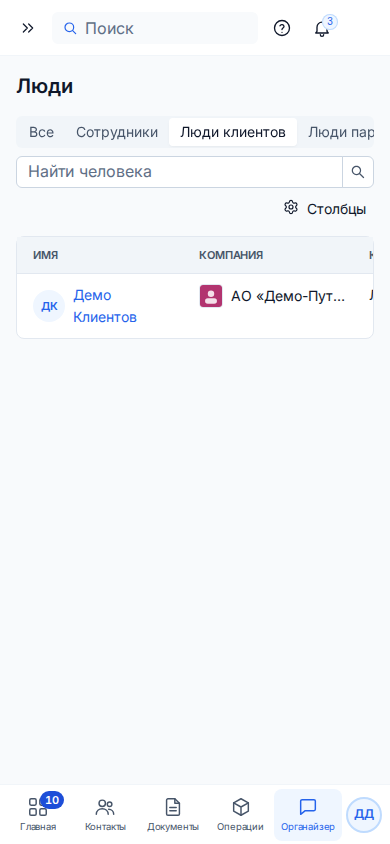 Поиск
3
Люди
Все Сотрудники Люди клиентов Люди пар
Найти человека
Столбцы
ИМЯ КОМПАНИЯ
ДК Демо Клиентов АО «Демо-Пут...
10
Главная Контакты Документы Операции Органайзер ДД